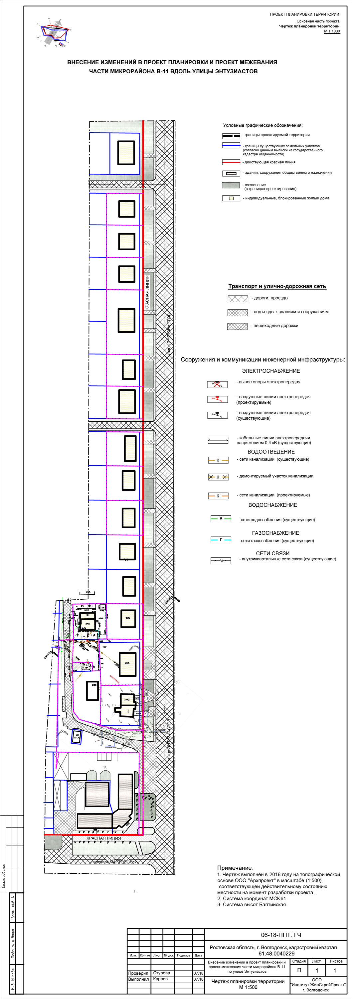 ПРОЕКТ ПЛАНИРОВКИ ТЕРРИТОРИИ
Основная часть проекта
Чертеж планировки территории
М 1:1000
ВНЕСЕНИЕ ИЗМЕНЕНИЙ В ПРОЕКТ ПЛАНИРОВКИ И ПРОЕКТ МЕЖЕВАНИЯ
ЧАСТИ МИКРОРАЙОНА В-11 ВДОЛЬ УЛИЦЫ ЭНТУЗИАСТОВ
Условные графические обозначения:
- границы проектируемой территории
- границы существующих земельных участков
(согласно данным выписки из государственного
кадастра недвижимости)
- действующая красная линия
- здания, сооружения общественного назначения
- озеленение
(в границах проектирования)
- индивидуальные, блокированные жилые дома
КРАСНАЯ ЛИНИЯ
улица ЭНТУЗИАСТОВ
Транспорт и улично-дорожная сеть
- дороги, проезды
- подъезды к зданиям и сооружениям
- пешеходные дорожки
Сооружения и коммуникации инженерной инфраструктуры:
ЭЛЕКТРОСНАБЖЕНИЕ
- вынос опоры электропередач
- воздушные линии электропередач
(проектируемые)
- воздушные линии электропередач
(существующие)
- кабельные линии электропередачи
напряжением 0,4 кВ (существующие)
ВОДООТВЕДЕНИЕ
К - сети канализации (существующие)
К - демонтируемый участок канализации
К - сети канализации (проектируемые)
ВОДОСНАБЖЕНИЕ
В сети водоснабжения (существующие)
ГАЗОСНАБЖЕНИЕ
Г сети газоснабжения (существующие)
СЕТИ СВЯЗИ
V - внутриквартальные сети связи (существующие)
2КЖ
КН
КН
2КЖ
2КЖ
КН
2КЖ
2КЖ
2КЖ
КН
ТП-70
улица ЭНТУЗИАСТОВ
КРАСНАЯ ЛИНИЯ
переулок МАРТОВСКИЙ
Примечание:
1. Чертеж выполнен в 2018 году на топографической
основе ООО "Архпроект" в масштабе (1:500),
соответствующей действительному состоянию
местности на момент разработки проекта .
2. Система координат МСК61.
3. Система высот Балтийская .
Согласовано:
Взам. инв. N
Подпись и дата
Инв. N подл.
06-18-ППТ. ГЧ
Ростовская область, г. Волгодонск, кадастровый квартал
61:48:0040229
Изм. Кол.уч. Лист № док. Подпись Дата
Внесение изменений в проект планировки и
проект межевания части микрорайона В-11
по улице Энтузиастов
Стадия Лист Листов
П 1 1
Проверил Стурова 07.18
Выполнил Карпов 07.18
Чертеж планировки территории
М 1:500
ООО
"Институт ЖилСтройПроект"
г. Волгодонск